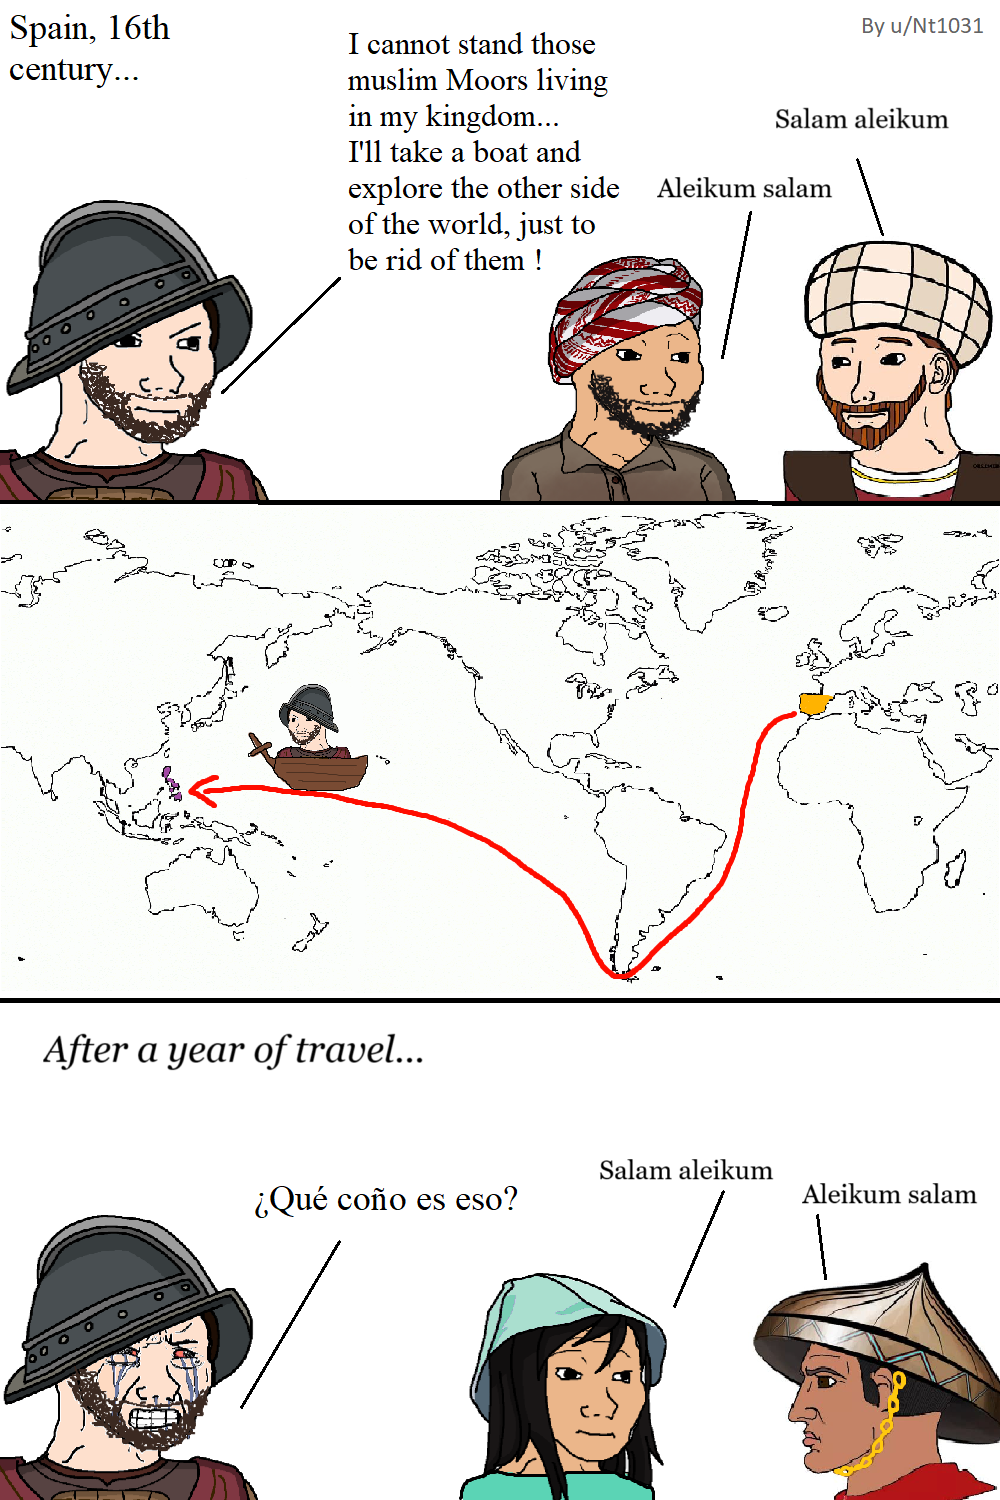 Spain, 16th
century...
By u/Nt1031
I cannot stand those
muslim Moors living
in my kingdom...
I'll take a boat and
explore the other side
of the world, just to
be rid of them !
Salam aleikum
Aleikum salam
After a year of travel...
¿Qué coño es eso?
Salam aleikum
Aleikum salam